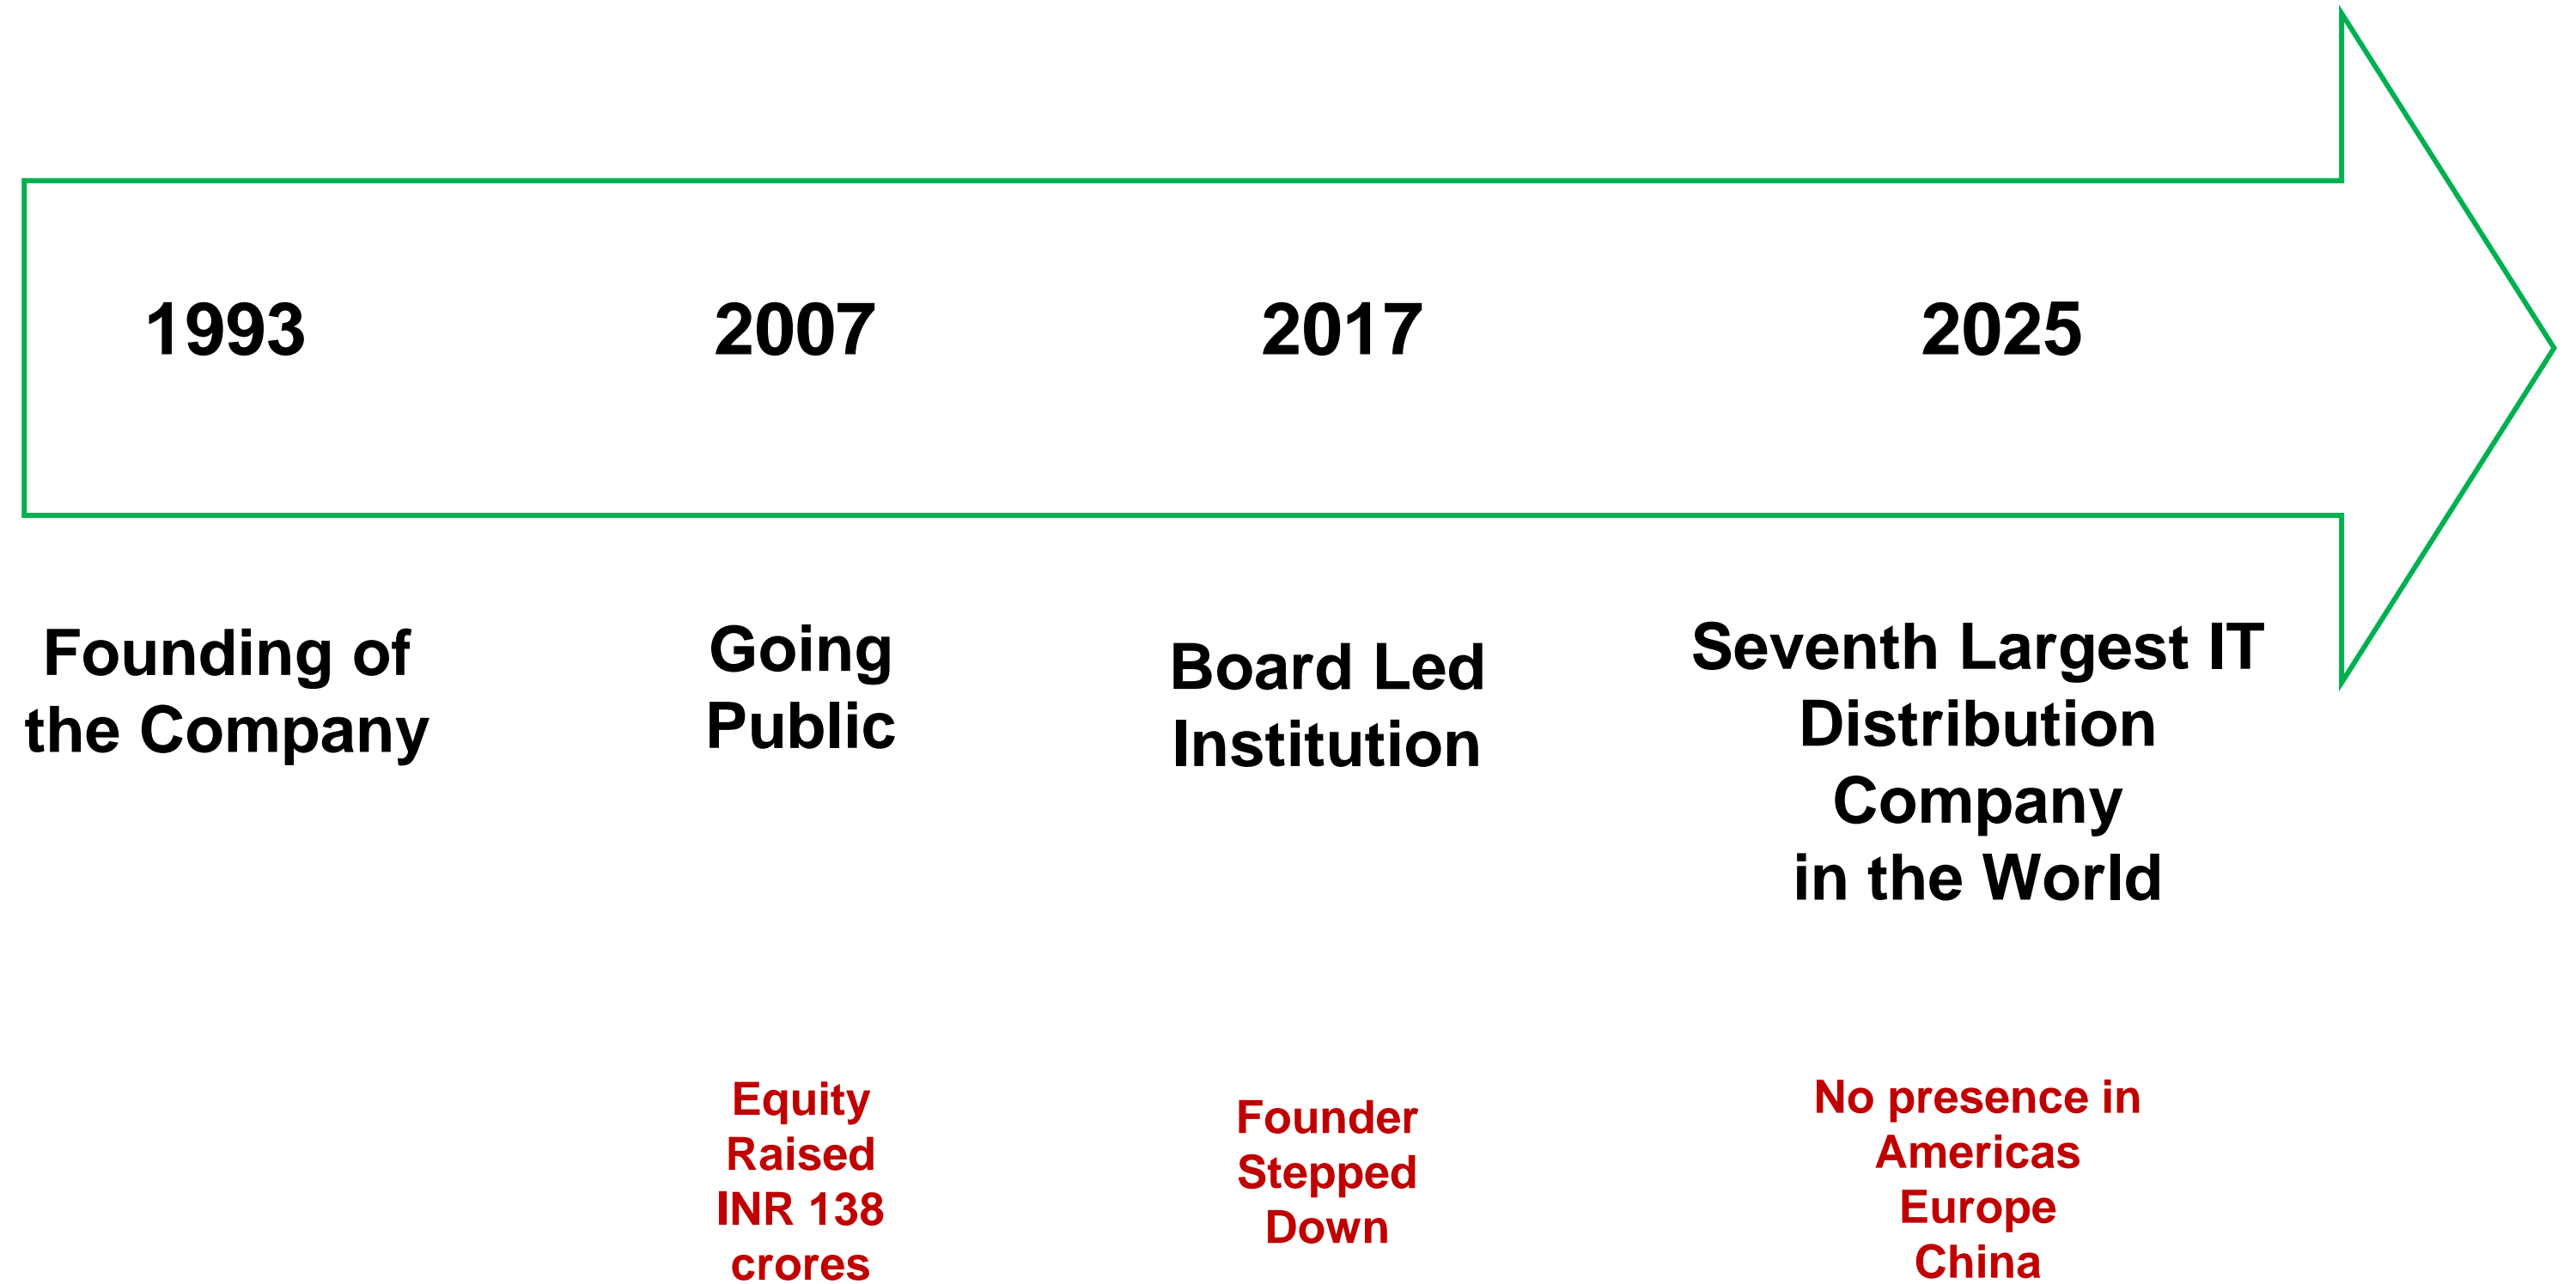 1993
2007
2017
2025
Founding of
the Company
Going
Public
Board Led
Institution
Seventh Largest IT
Distribution
Company
in the World
Equity
Raised
INR 138
crores
Founder
Stepped
Down
No presence in
Americas
Europe
China